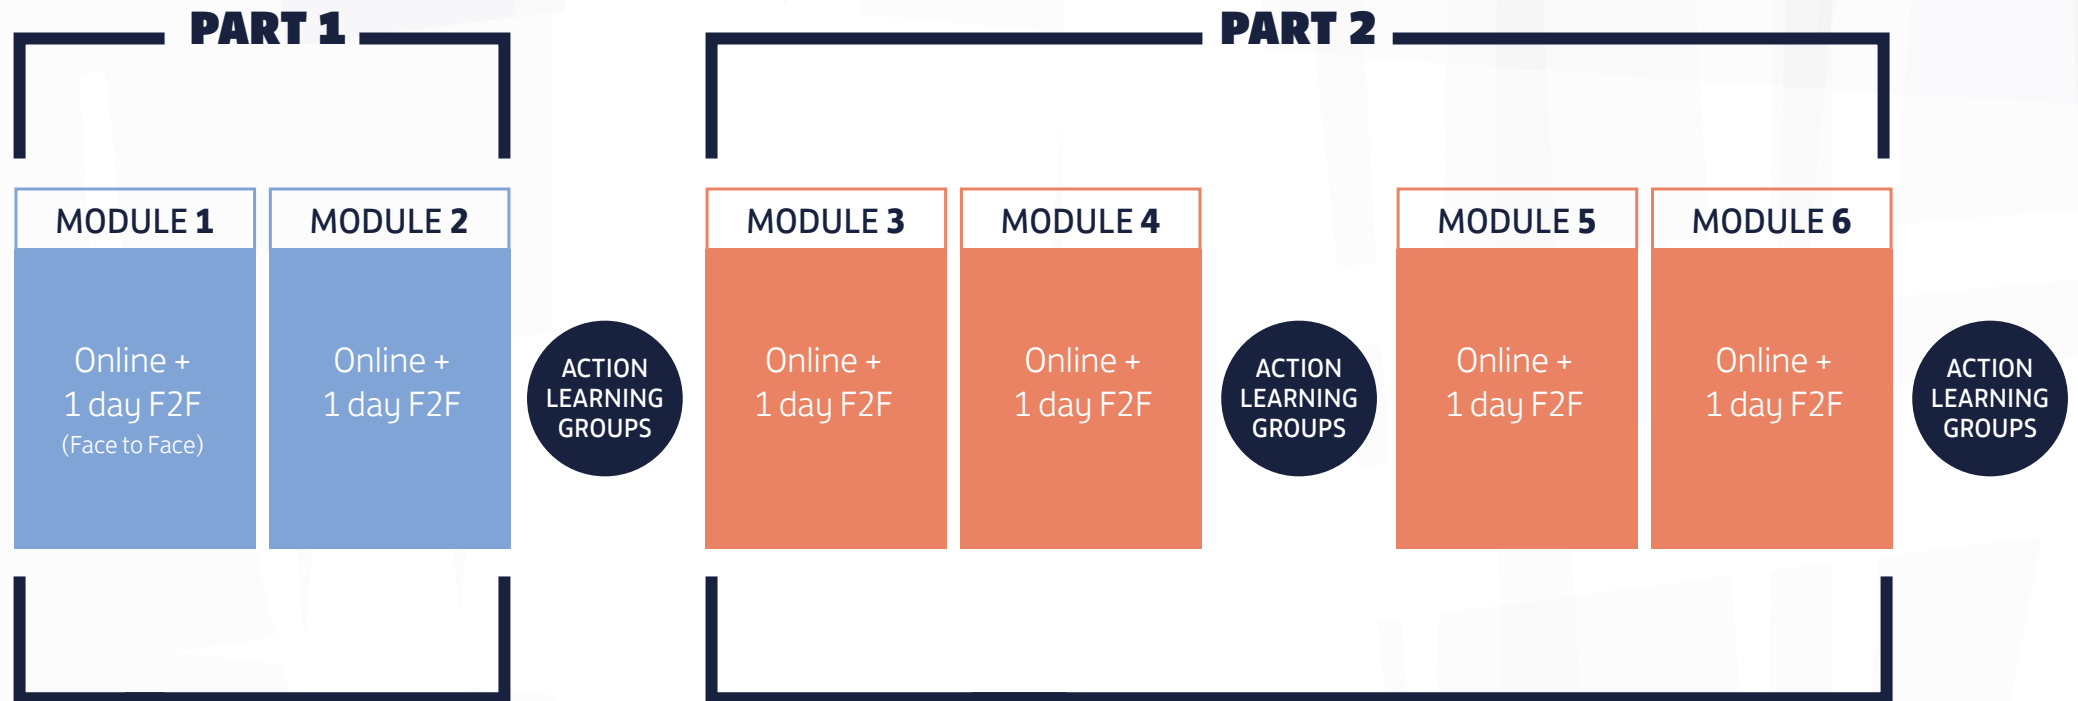 PART 1
PART 2
MODULE 1
Online +
1 day F2F
(Face to Face)
MODULE 2
Online +
1 day F2F
ACTION
LEARNING
GROUPS
MODULE 3
Online +
1 day F2F
MODULE 4
Online +
1 day F2F
ACTION
LEARNING
GROUPS
MODULE 5
Online +
1 day F2F
MODULE 6
Online +
1 day F2F
ACTION
LEARNING
GROUPS